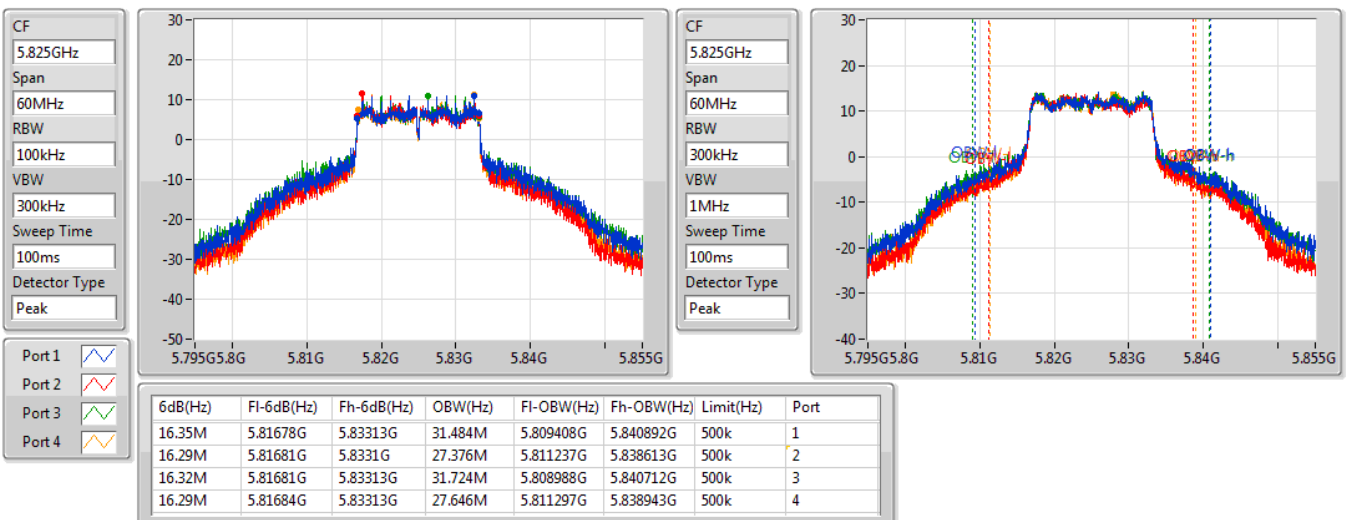 CF
5.825GHz
Span
60MHz
RBW
100kHz
VBW
300kHz
Sweep Time
100ms
Detector Type
Peak
30
20
10
0
-10
-20
-30
-40
-50
5.795G 5.8G 5.81G 5.82G 5.83G 5.84G 5.855G
CF
5.825GHz
Span
60MHz
RBW
300kHz
VBW
1MHz
Sweep Time
100ms
Detector Type
Peak
30
20
10
0
-10
-20
-30
-40
OBW-h
5.795G 5.8G 5.81G 5.82G 5.83G 5.84G 5.855G
Port 1
Port 2
Port 3
Port 4
6dB(Hz) Fl-6dB(Hz) Fh-6dB(Hz) OBW(Hz) Fl-OBW(Hz) Fh-OBW(Hz) Limit(Hz) Port
16.35M 5.81678G 5.83313G 31.484M 5.809408G 5.840892G 500k 1
16.29M 5.81681G 5.8331G 27.376M 5.811237G 5.838613G 500k 2
16.32M 5.81681G 5.83313G 31.724M 5.808988G 5.840712G 500k 3
16.29M 5.81684G 5.83313G 27.646M 5.811297G 5.838943G 500k 4